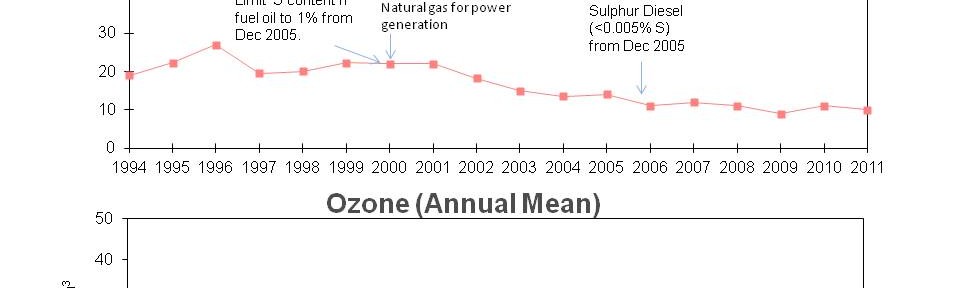 Limit S content in
fuel oil to 1% from
Dec 2005.
Natural gas for power
generation
Sulphur Diesel
(<0.005% S)
from Dec 2005
30
20
10
0
1994 1995 1996 1997 1998 1999 2000 2001 2002 2003 2004 2005 2006 2007 2008 2009 2010 2011
Ozone (Annual Mean)
50
40